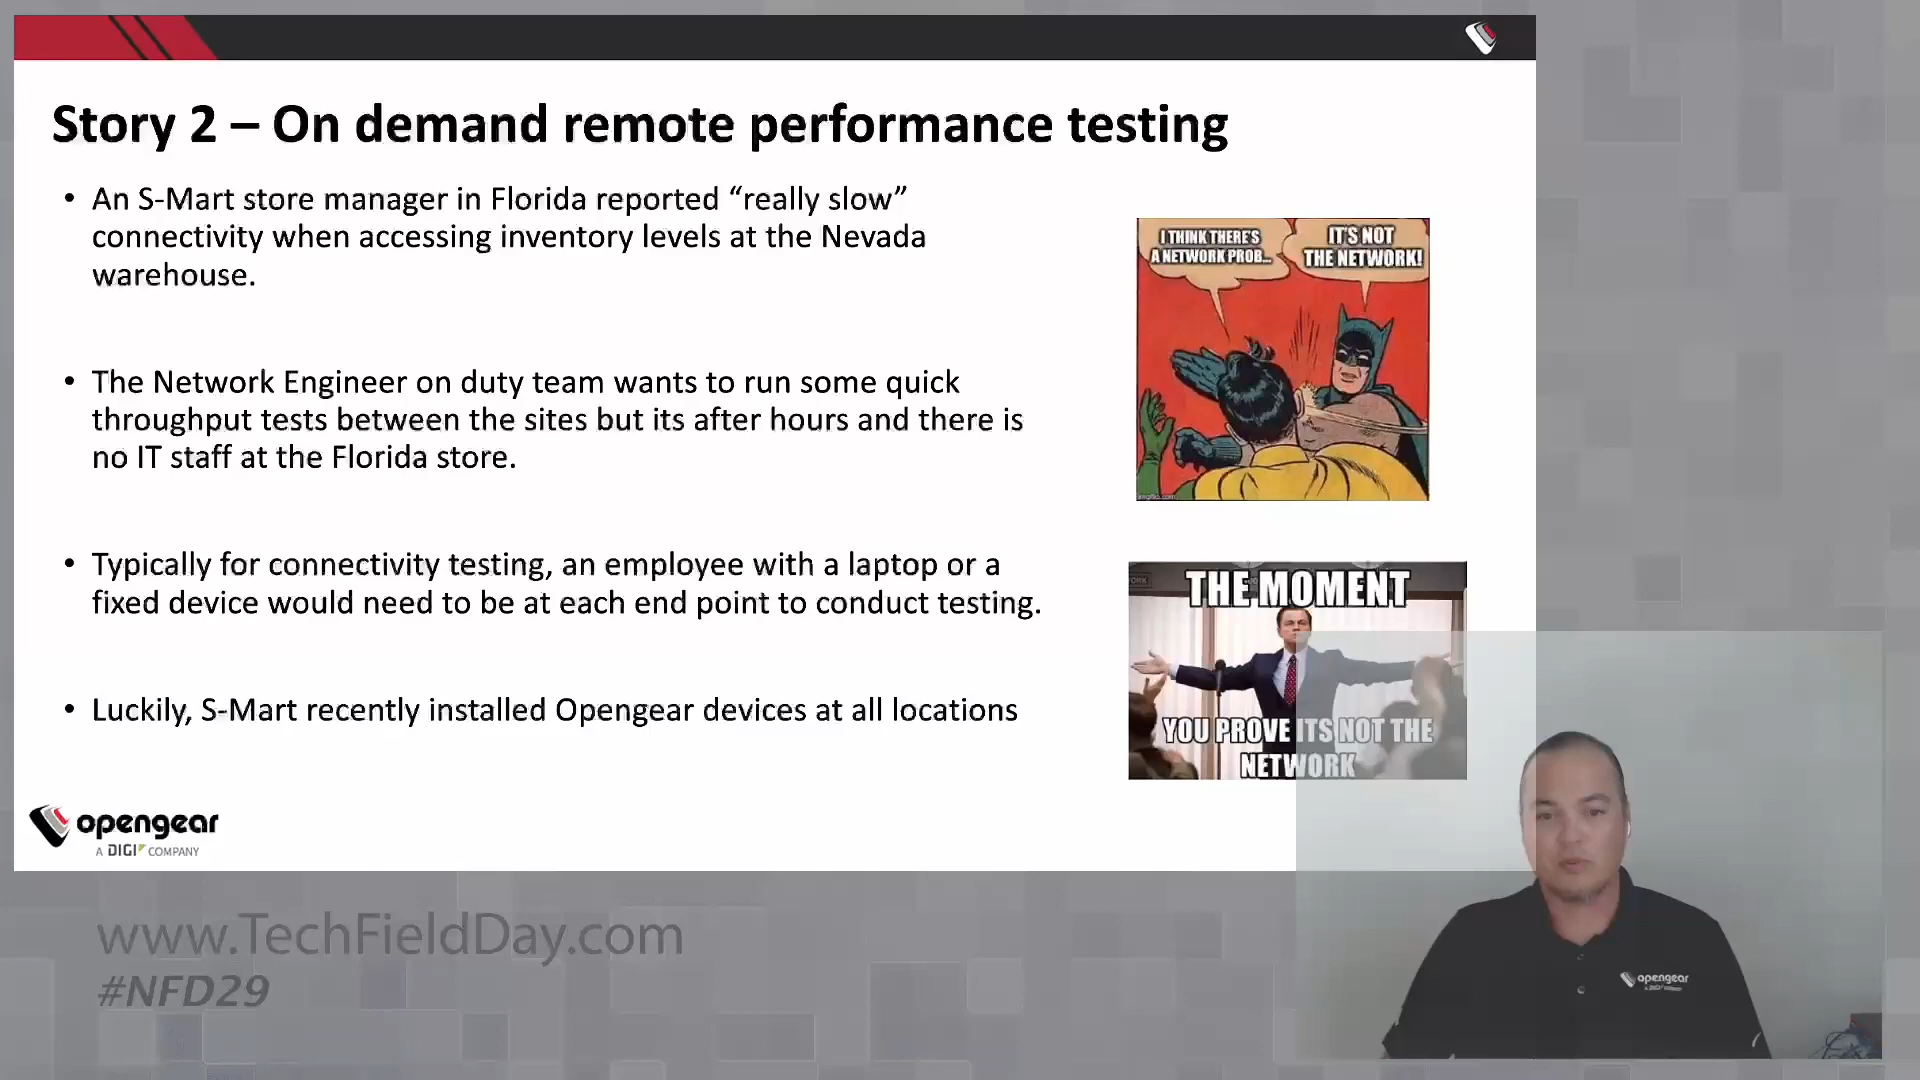 Story 2 – On demand remote performance testing
• An S-Mart store manager in Florida reported “really slow”
connectivity when accessing inventory levels at the Nevada
warehouse.
• The Network Engineer on duty team wants to run some quick
throughput tests between the sites but its after hours and there is
no IT staff at the Florida store.
• Typically for connectivity testing, an employee with a laptop or a
fixed device would need to be at each end point to conduct testing.
• Luckily, S-Mart recently installed Opengear devices at all locations
I THINK THERE'S
A NETWORK PROB...
IT'S NOT
THE NETWORK!
THE MOMENT
YOU PROVE ITS NOT THE
NETWORK
opengear
A DIGI COMPANY
www.TechFieldDay.com
#NFD29
opengear